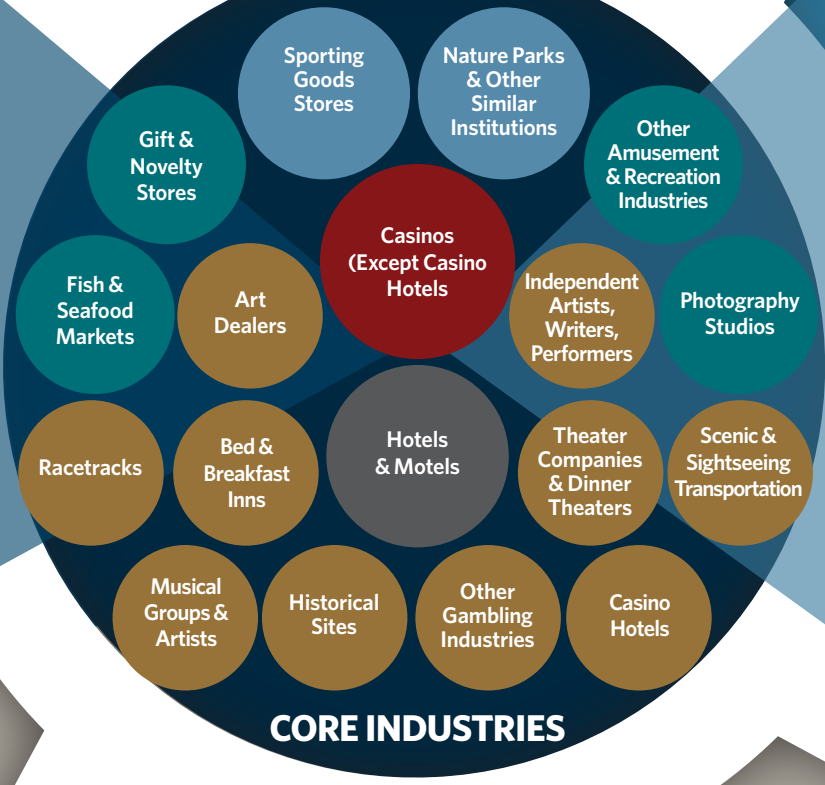 Sporting
Goods
Stores
Nature Parks
& Other
Similar
Institutions
Gift &
Novelty
Stores
Other
Amusement
& Recreation
Industries
Casinos
(Except Casino
Hotels
Fish &
Seafood
Markets
Art
Dealers
Independent
Artists,
Writers,
Performers
Photography
Studios
Racetracks
Bed &
Breakfast
Inns
Hotels
& Motels
Theater
Companies
& Dinner
Theaters
Scenic &
Sightseeing
Transportation
Musical
Groups &
Artists
Historical
Sites
Other
Gambling
Industries
Casino
Hotels
CORE INDUSTRIES